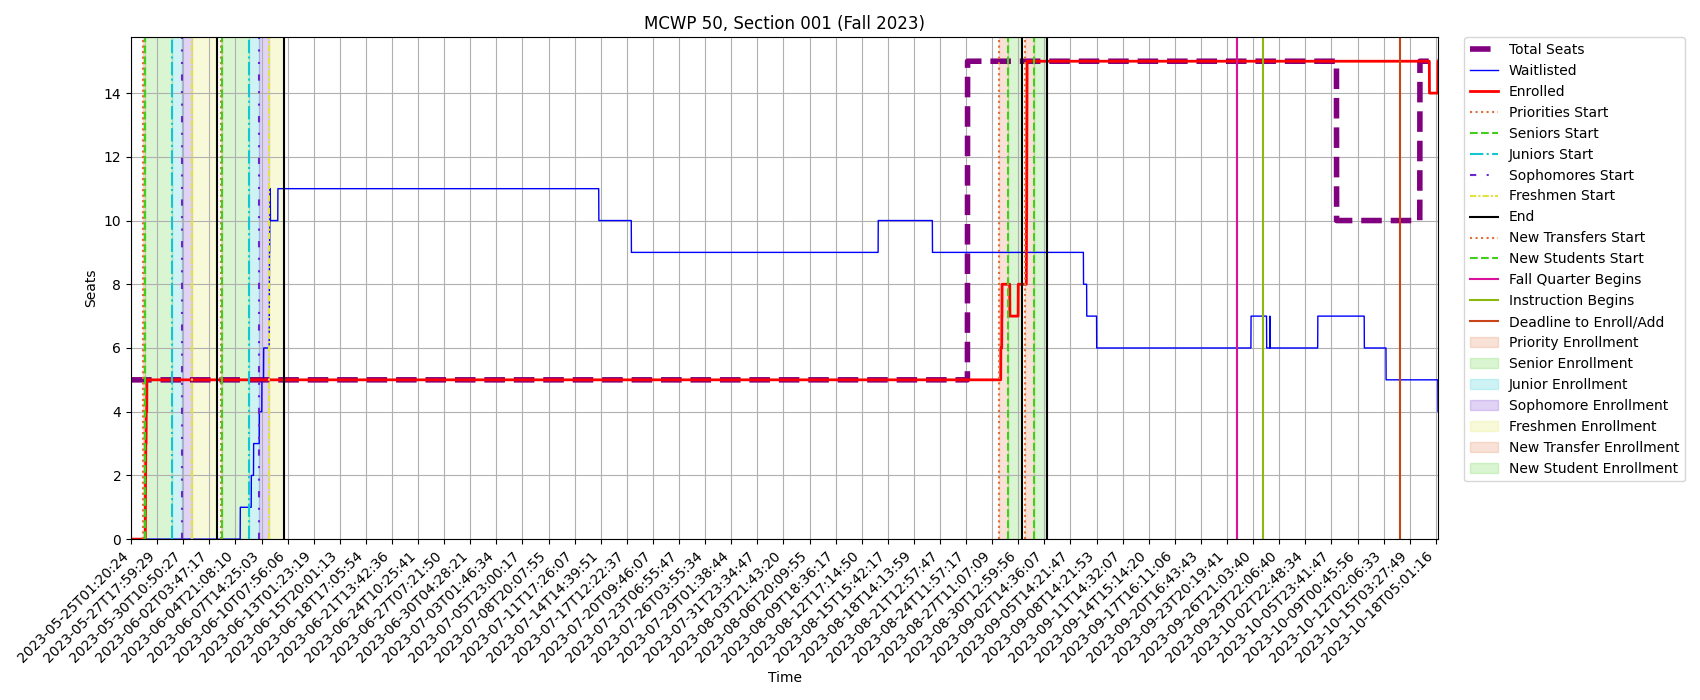 MCWP 50, Section 001 (Fall 2023)
Seats
14
12
10
8
6
4
2
0
2023-05-25T01:20:24
2023-05-27T17:59:29
2023-05-30T10:50:27
2023-06-02T03:47:17
2023-06-04T21:08:10
2023-06-07T14:25:03
2023-06-10T07:56:06
2023-06-13T01:23:19
2023-06-15T20:01:13
2023-06-18T17:05:54
2023-06-21T13:42:36
2023-06-24T10:25:41
2023-06-27T07:21:50
2023-06-30T04:28:21
2023-07-03T01:46:34
2023-07-05T23:00:17
2023-07-08T20:07:55
2023-07-11T17:26:07
2023-07-14T14:39:51
2023-07-17T12:22:37
2023-07-20T09:46:07
2023-07-23T06:55:47
2023-07-26T03:55:34
2023-07-29T01:38:44
2023-07-31T23:34:47
2023-08-03T21:43:20
2023-08-06T20:09:55
2023-08-09T18:36:17
2023-08-12T17:14:50
2023-08-15T15:42:17
2023-08-18T14:13:59
2023-08-21T12:57:47
2023-08-24T11:57:17
2023-08-27T11:07:09
2023-08-30T12:59:56
2023-09-02T14:36:07
2023-09-05T14:21:47
2023-09-08T14:21:53
2023-09-11T14:32:07
2023-09-14T15:14:20
2023-09-17T16:11:06
2023-09-20T16:43:43
2023-09-23T20:19:41
2023-09-26T21:03:40
2023-09-29T22:06:40
2023-10-02T22:48:34
2023-10-05T23:41:47
2023-10-09T00:45:56
2023-10-12T02:06:33
2023-10-15T03:27:49
2023-10-18T05:01:16
Time
Total Seats
Waitlisted
Enrolled
Priorities Start
Seniors Start
Juniors Start
Sophomores Start
Freshmen Start
End
New Transfers Start
New Students Start
Fall Quarter Begins
Instruction Begins
Deadline to Enroll/Add
Priority Enrollment
Senior Enrollment
Junior Enrollment
Sophomore Enrollment
Freshmen Enrollment
New Transfer Enrollment
New Student Enrollment